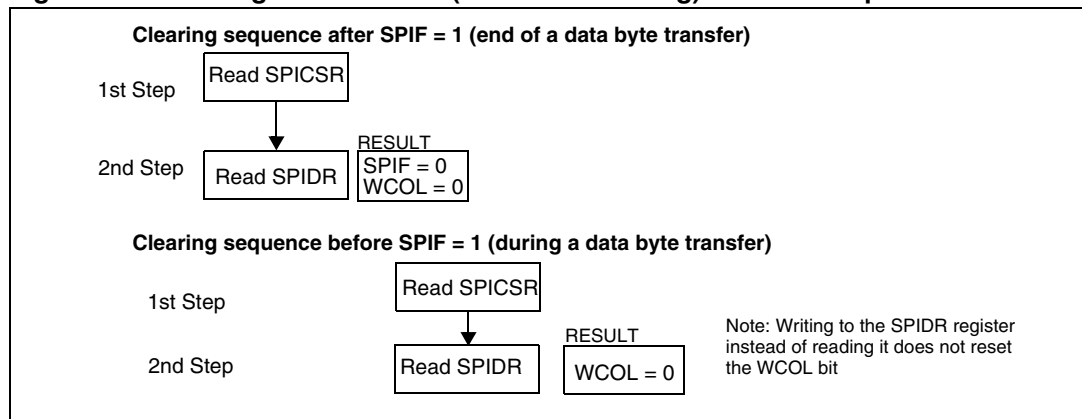 Clearing sequence after SPIF = 1 (end of a data byte transfer)
1st Step
Read SPICSR
2nd Step
Read SPIDR
RESULT
SPIF = 0
WCOL = 0
Clearing sequence before SPIF = 1 (during a data byte transfer)
1st Step
Read SPICSR
2nd Step
Read SPIDR
RESULT
WCOL = 0
Note: Writing to the SPIDR register
instead of reading it does not reset
the WCOL bit